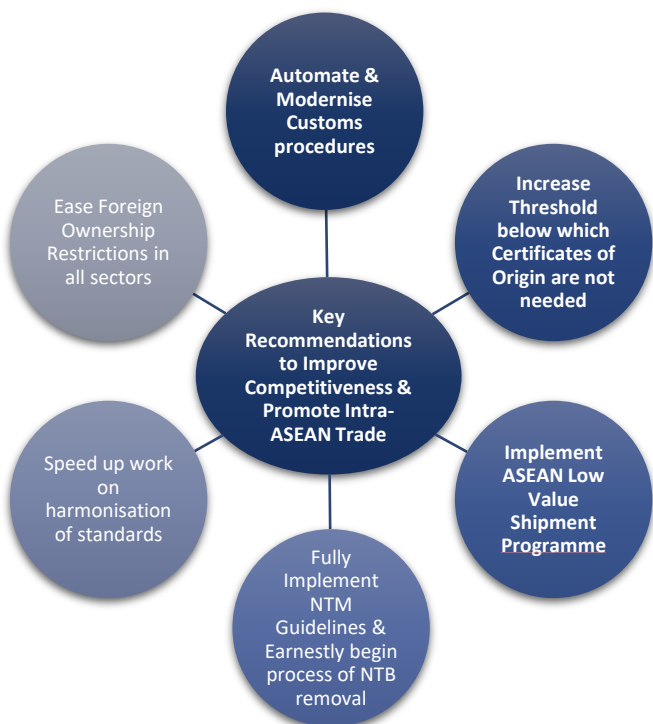 Automate &
Modernise
Customs
procedures
Increase
Threshold
below which
Certificates of
Origin are not
needed
Ease Foreign
Ownership
Restrictions in
all sectors
Key
Recommendations
to Improve
Competitiveness &
Promote Intra-
ASEAN Trade
Speed up work
on
harmonisation
of standards
Implement
ASEAN Low
Value
Shipment
Programme
Fully
Implement
NTM
Guidelines &
Earnestly begin
process of NTB
removal